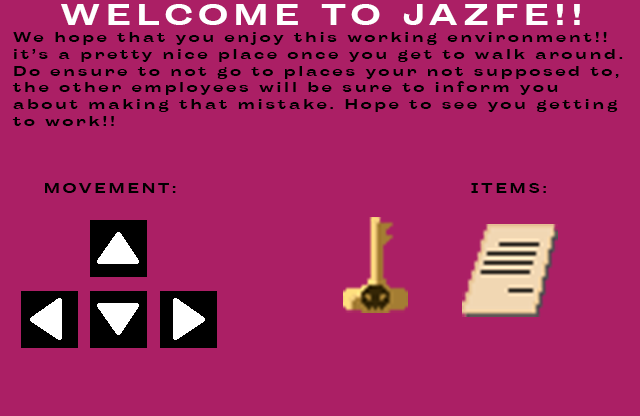 WELCOME TO JAZFE!!
We hope that you enjoy this working environment!!
it's a pretty nice place once you get to walk around.
Do ensure to not go to places your not supposed to,
the other employees will be sure to inform you
about making that mistake. Hope to see you getting
to work!!
MOVEMENT:
ITEMS: